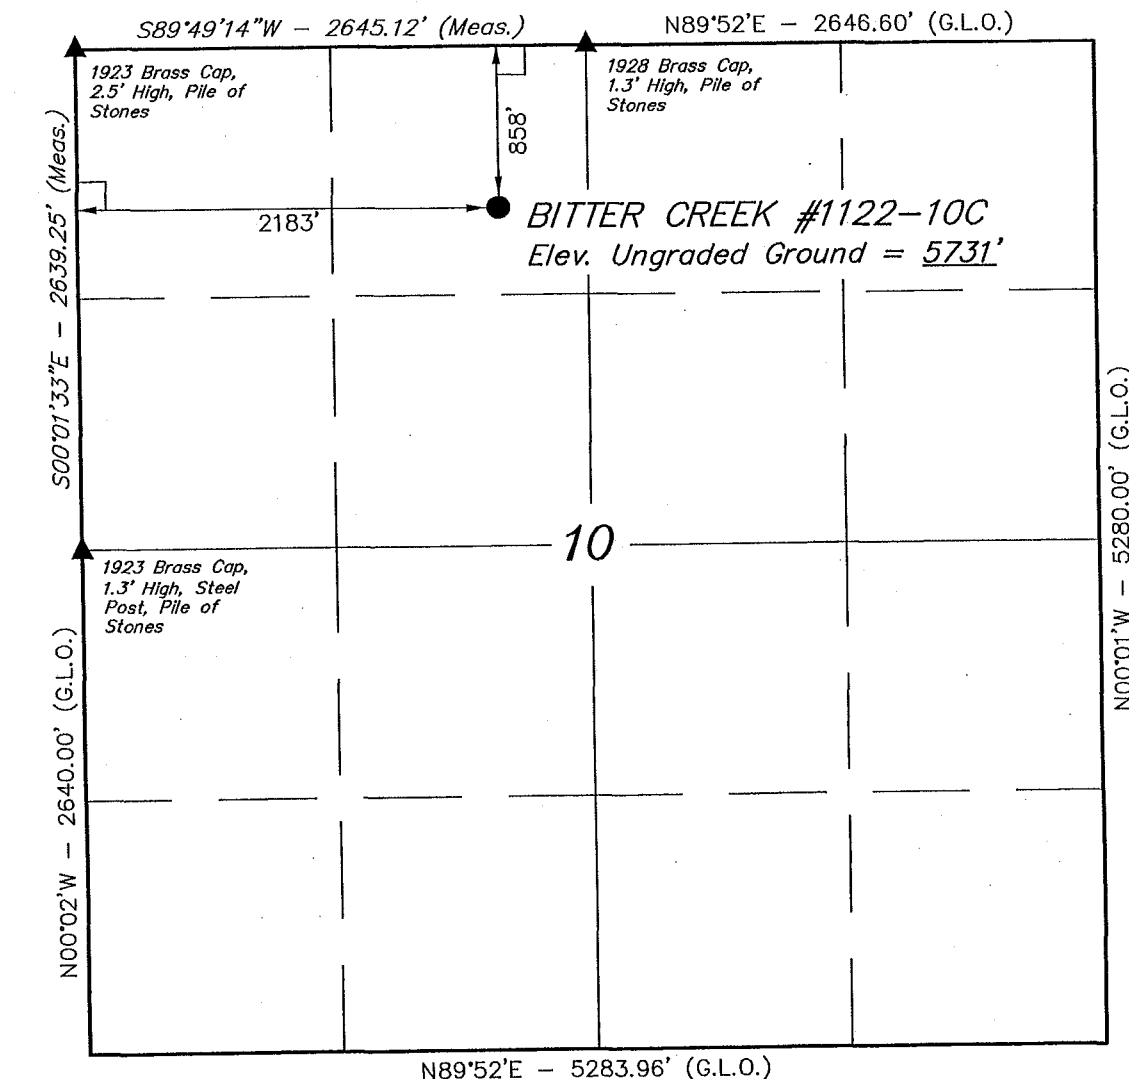 S89°49'14"W - 2645.12' (Meas.)
N89°52'E - 2646.60' (G.L.O.)
1923 Brass Cap,
2.5' High, Pile of
Stones
1928 Brass Cap,
1.3' High, Pile of
Stones
858'
2183'
BITTER CREEK #1122-10C
Elev. Ungraded Ground = 5731'
S00°01'33"E - 2639.25' (Meas.)
10
1923 Brass Cap,
1.3' High, Steel
Post, Pile of
Stones
N00°02'W - 2640.00' (G.L.O.)
N00°01'W - 5280.00' (G.L.O.)
N89°52'E - 5283.96' (G.L.O.)